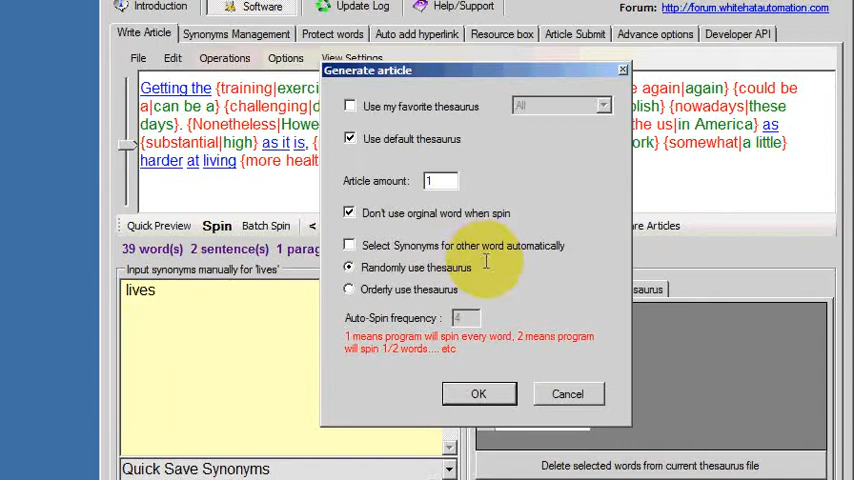 Introduction Software Update Log Help/Support Forum: http://forum.whitehatautomation.com
Write Article Synonyms Management Protect words Auto add hyperlink Resource box Article Submit Advance options Developer API
File Edit Operations Options View Settings
Generate article
Getting the {training|exerci
e again|again} {could be
a|can be a} {challenging|d
plish} {nowadays|these
days}. {Nonetheless|Howe
the us|in America} as
{substantial|high} as it is, {
ork} {somewhat|a little}
harder at living {more healt
Use my favorite thesaurus All
Use default thesaurus
Article amount: 1
Don't use orginal word when spin
Select Synonyms for other word automatically
Randomly use thesaurus
Orderly use thesaurus
Auto-Spin frequency : 4
1 means program will spin every word, 2 means program
will spin 1/2 words.... etc
OK Cancel
Quick Preview Spin Batch Spin < re Articles
39 word(s) 2 sentence(s) 1 parag
Input synonyms manually for 'lives'
saurus
lives
Quick Save Synonyms
Delete selected words from current thesaurus file